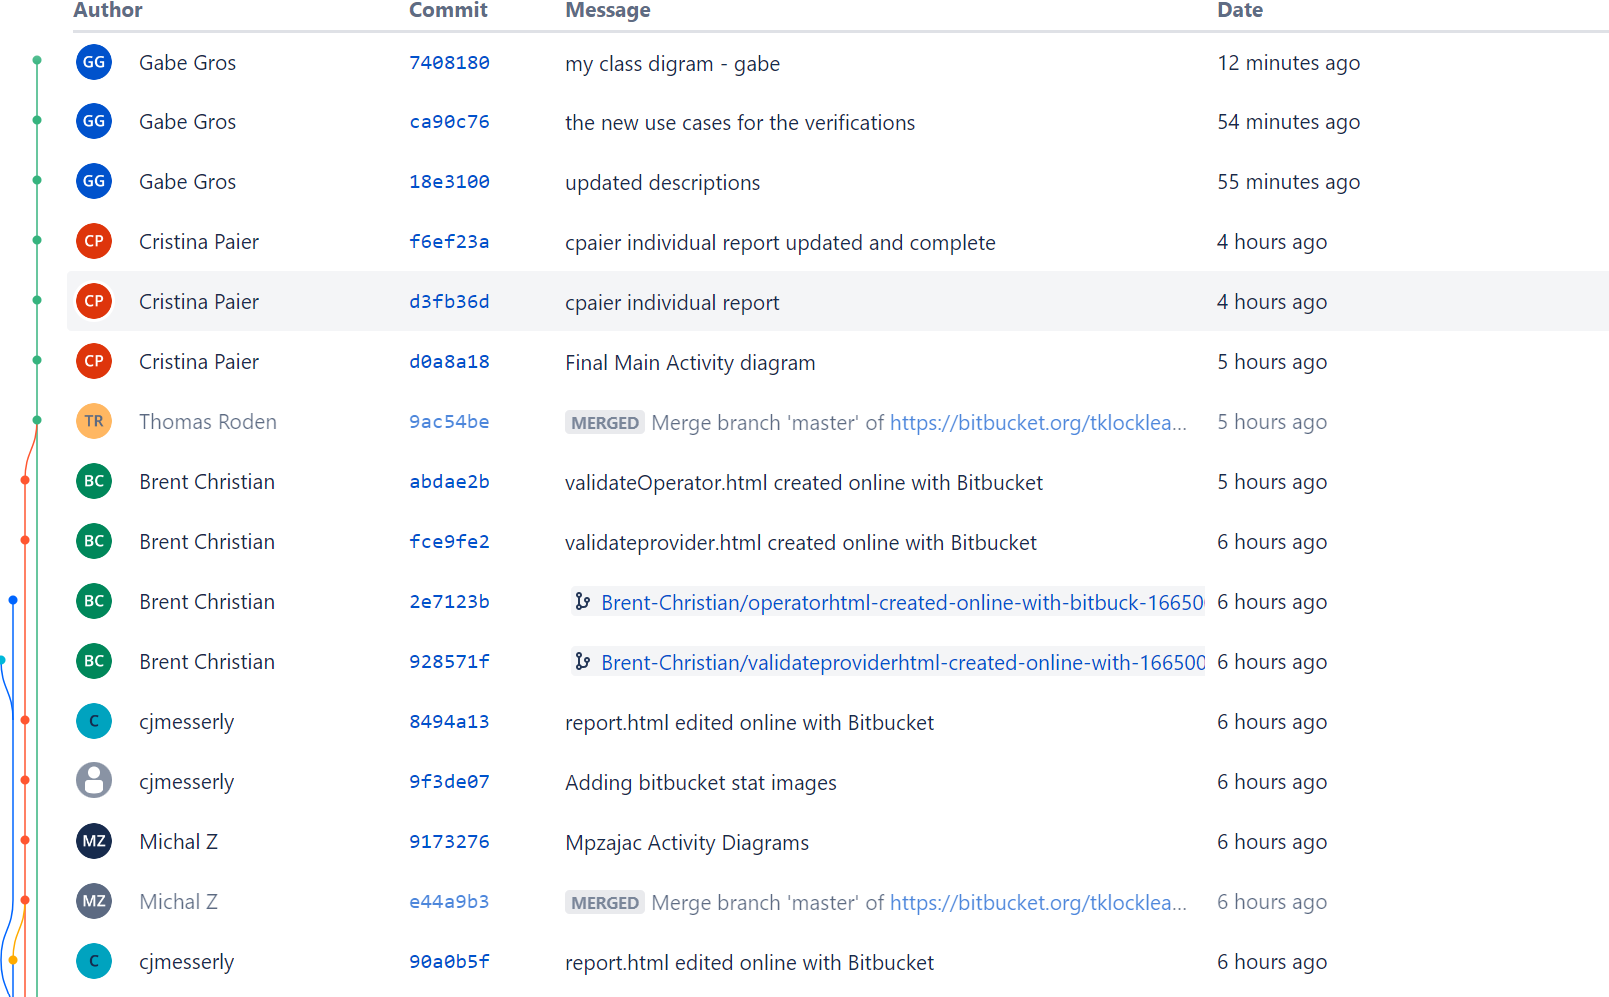 Author Commit Message Date
GG Gabe Gros 7408180 my class digram - gabe 12 minutes ago
GG Gabe Gros ca90c76 the new use cases for the verifications 54 minutes ago
GG Gabe Gros 18e3100 updated descriptions 55 minutes ago
CP Cristina Paier f6ef23a cpaier individual report updated and complete 4 hours ago
CP Cristina Paier d3fb36d cpaier individual report 4 hours ago
CP Cristina Paier d0a8a18 Final Main Activity diagram 5 hours ago
TR Thomas Roden 9ac54be MERGED Merge branch 'master' of https://bitbucket.org/tklocklea... 5 hours ago
BC Brent Christian abdae2b validateOperator.html created online with Bitbucket 5 hours ago
BC Brent Christian fce9fe2 validateprovider.html created online with Bitbucket 6 hours ago
BC Brent Christian 2e7123b Brent-Christian/operatorhtml-created-online-with-bitbuck-16650 6 hours ago
BC Brent Christian 928571f Brent-Christian/validateproviderhtml-created-online-with-166500 6 hours ago
C cjmesserly 8494a13 report.html edited online with Bitbucket 6 hours ago
cjmesserly 9f3de07 Adding bitbucket stat images 6 hours ago
MZ Michal Z 9173276 Mpzajac Activity Diagrams 6 hours ago
MZ Michal Z e44a9b3 MERGED Merge branch 'master' of https://bitbucket.org/tklocklea... 6 hours ago
C cjmesserly 90a0b5f report.html edited online with Bitbucket 6 hours ago